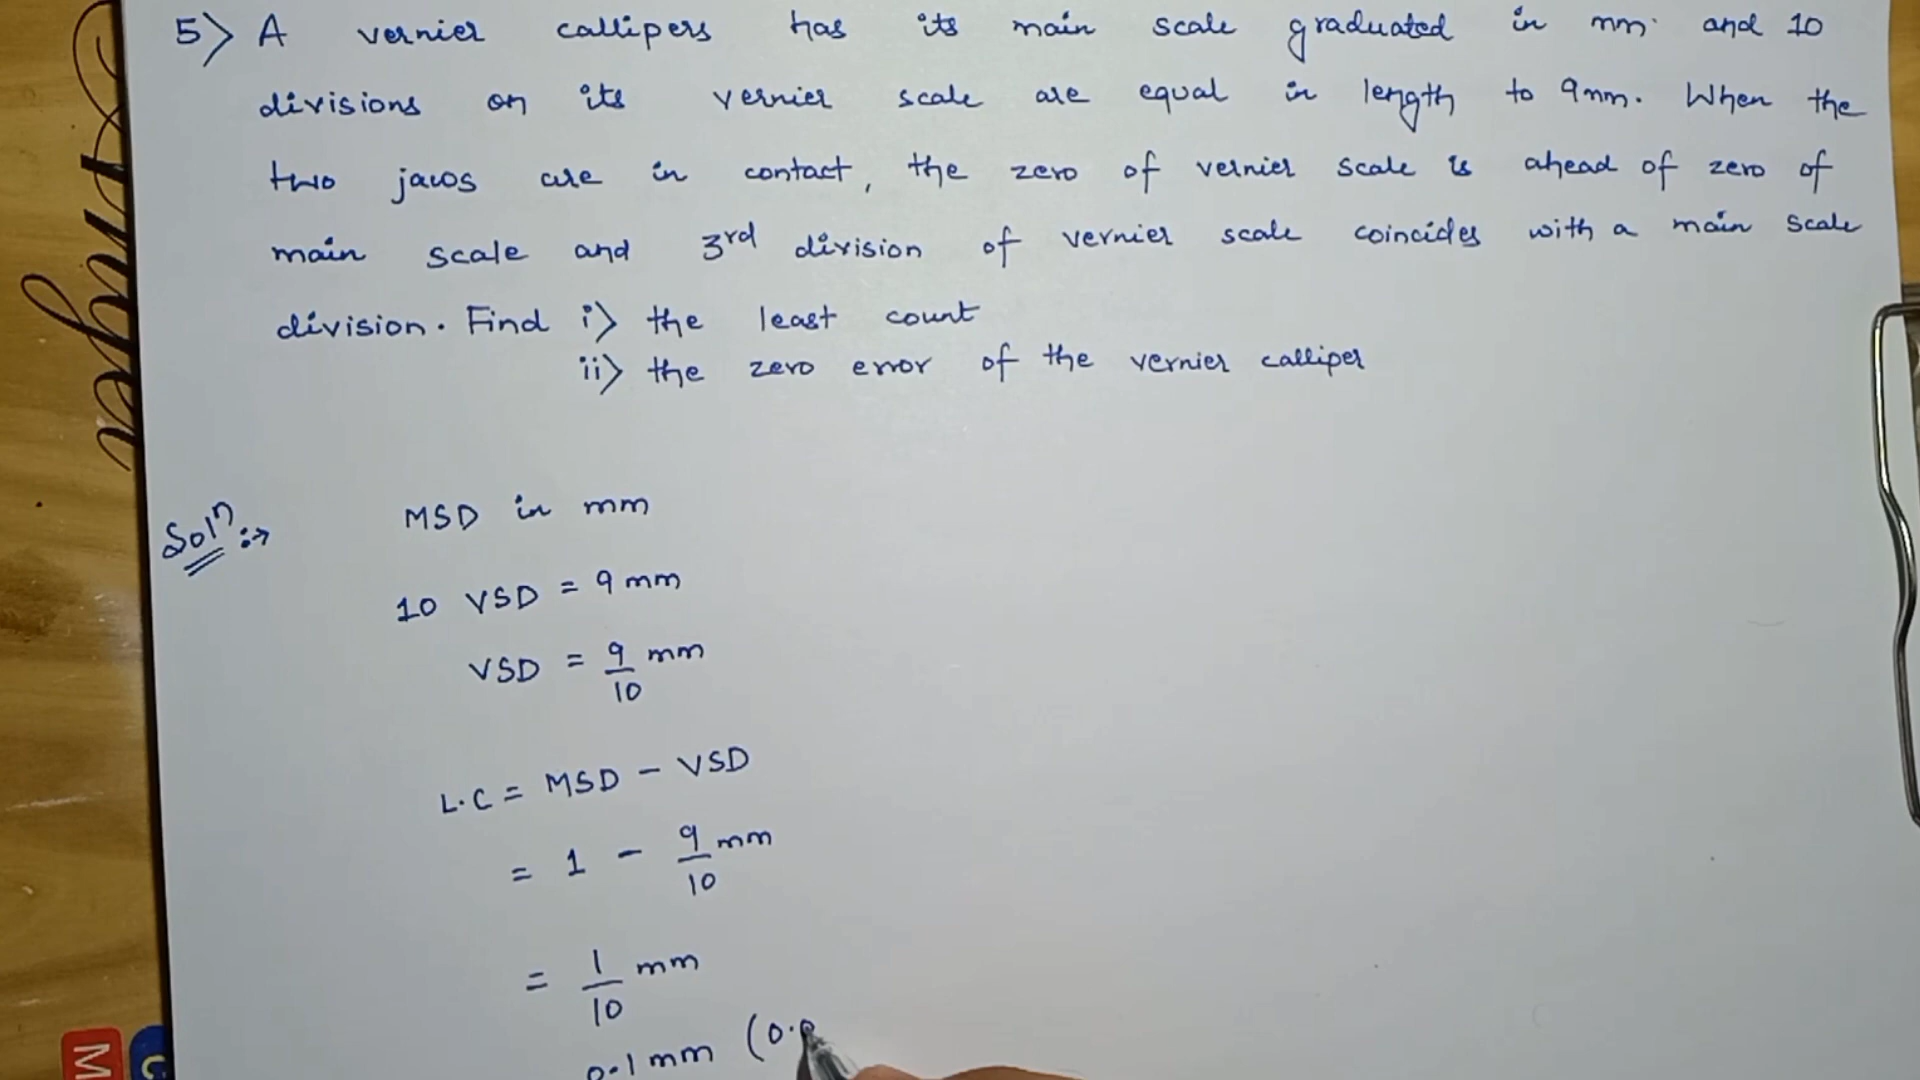 5) A vernier callipers has its main scale graduated in mm. and 10
divisions on its vernier scale are equal in length to 9mm. When the
two jaws are in contact, the zero of vernier scale is ahead of zero of
main scale and 3rd division of vernier scale coincides with a main scale
division. Find i) the least count
ii) the zero error of the vernier calliper
Solⁿ:→
MSD in mm
10 VSD = 9 mm
VSD = 9/10 mm
L.C = MSD - VSD
= 1 - 9/10 mm
= 1/10 mm
0.1 mm (0.0
M